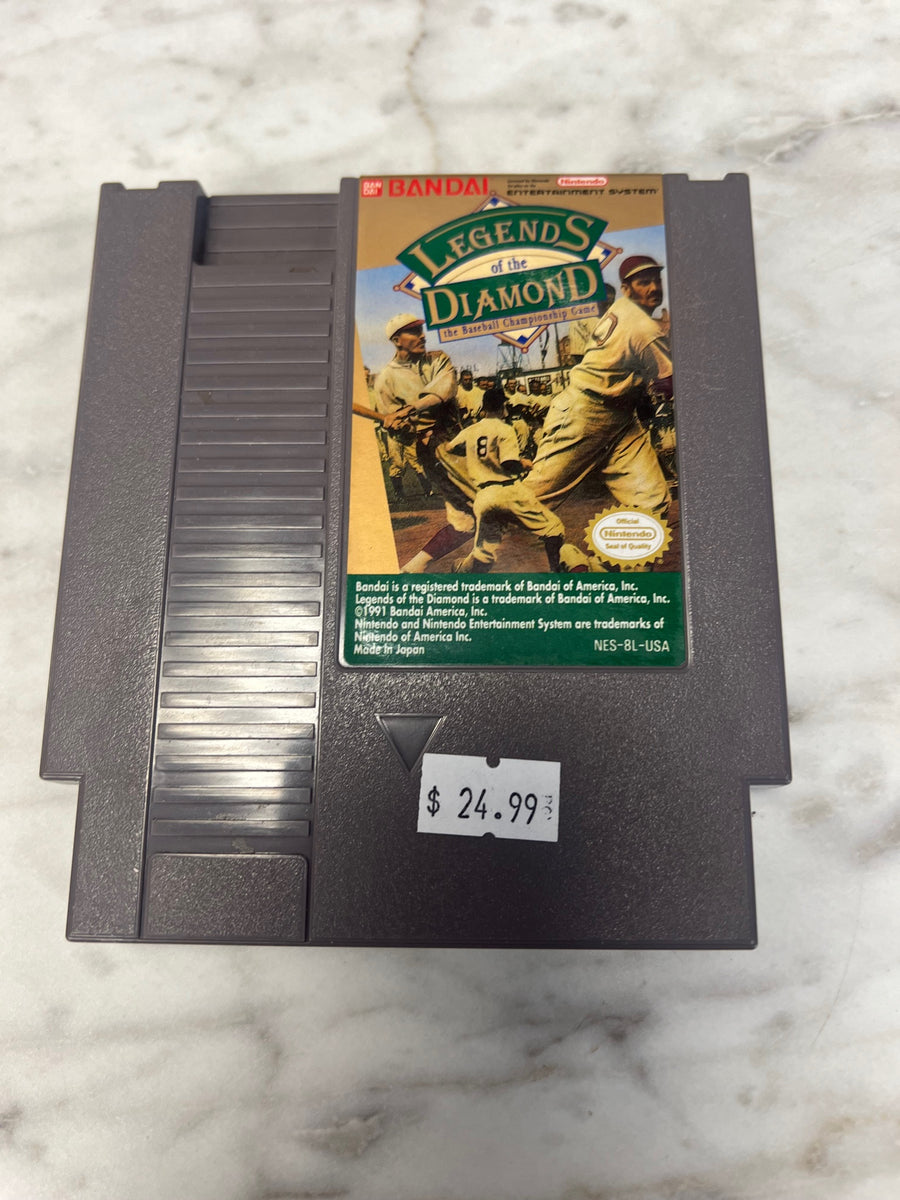 BAN
DAI
BANDAI
Nintendo
ENTERTAINMENT SYSTEM
LEGENDS
of the
DIAMOND
the Baseball Championship Game
8
Official
Nintendo
Seal of Quality
Bandai is a registered trademark of Bandai of America, Inc.
Legends of the Diamond is a trademark of Bandai of America, Inc.
©1991 Bandai America, Inc.
Nintendo and Nintendo Entertainment System are trademarks of
Nintendo of America Inc.
Made in Japan
NES-8L-USA
$ 24.99